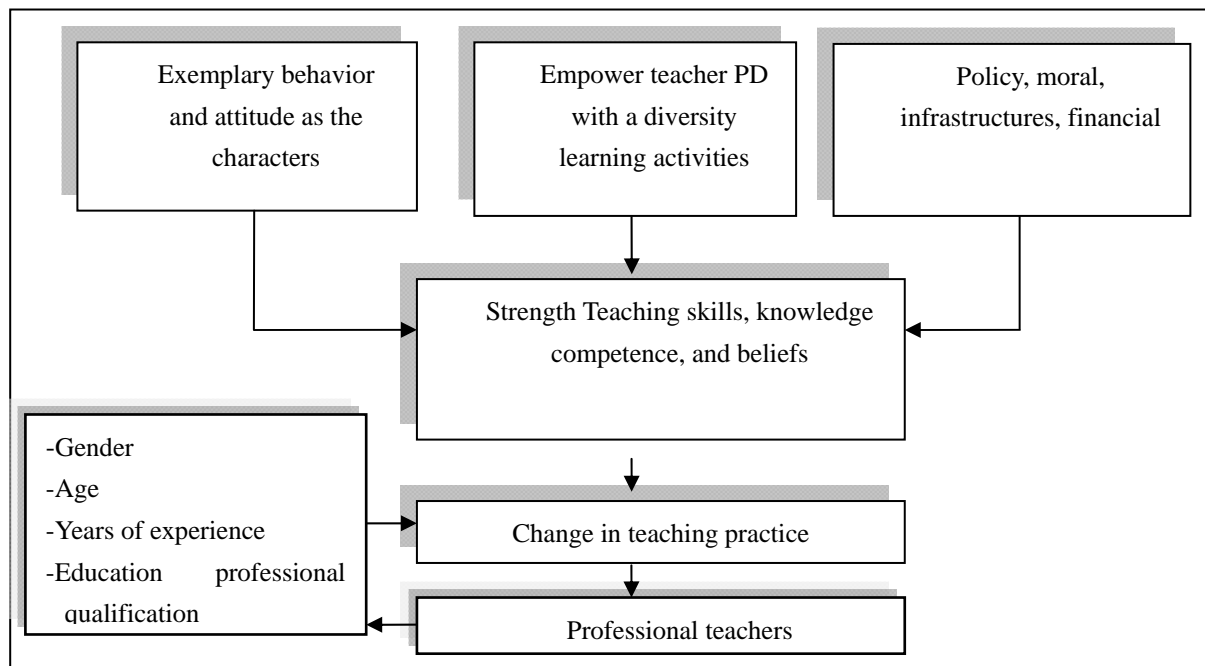 Exemplary behavior
and attitude as the
characters
Empower teacher PD
with a diversity
learning activities
Policy, moral,
infrastructures, financial
Strength Teaching skills, knowledge
competence, and beliefs
-Gender
-Age
-Years of experience
-Education professional
qualification
Change in teaching practice
Professional teachers